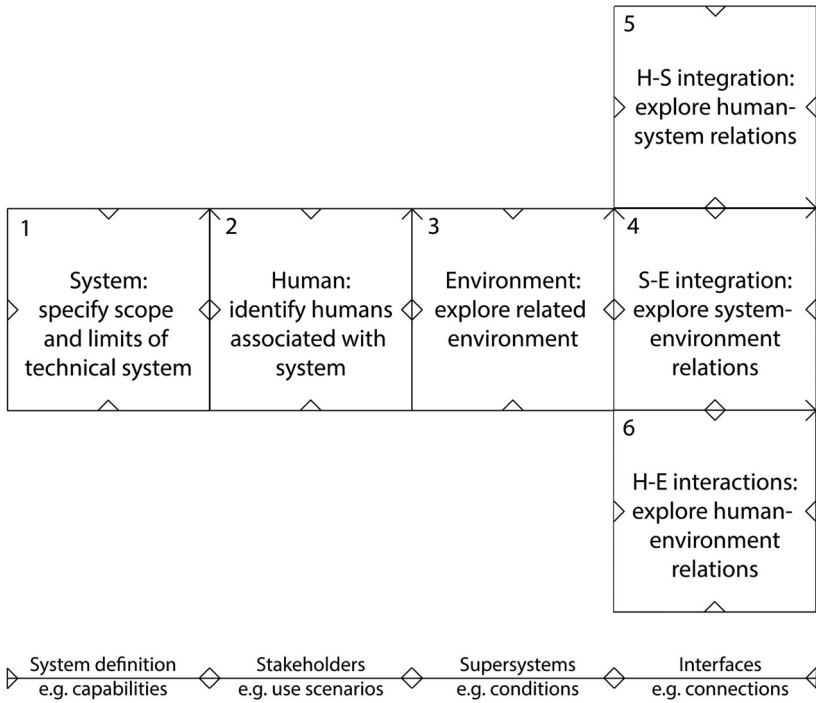 5
H-S integration:
explore human-
system relations
1
System:
specify scope
and limits of
technical system
2
Human:
identify humans
associated with
system
3
Environment:
explore related
environment
4
S-E integration:
explore system-
environment
relations
6
H-E interactions:
explore human-
environment
relations
System definition
e.g. capabilities
Stakeholders
e.g. use scenarios
Supersystems
e.g. conditions
Interfaces
e.g. connections